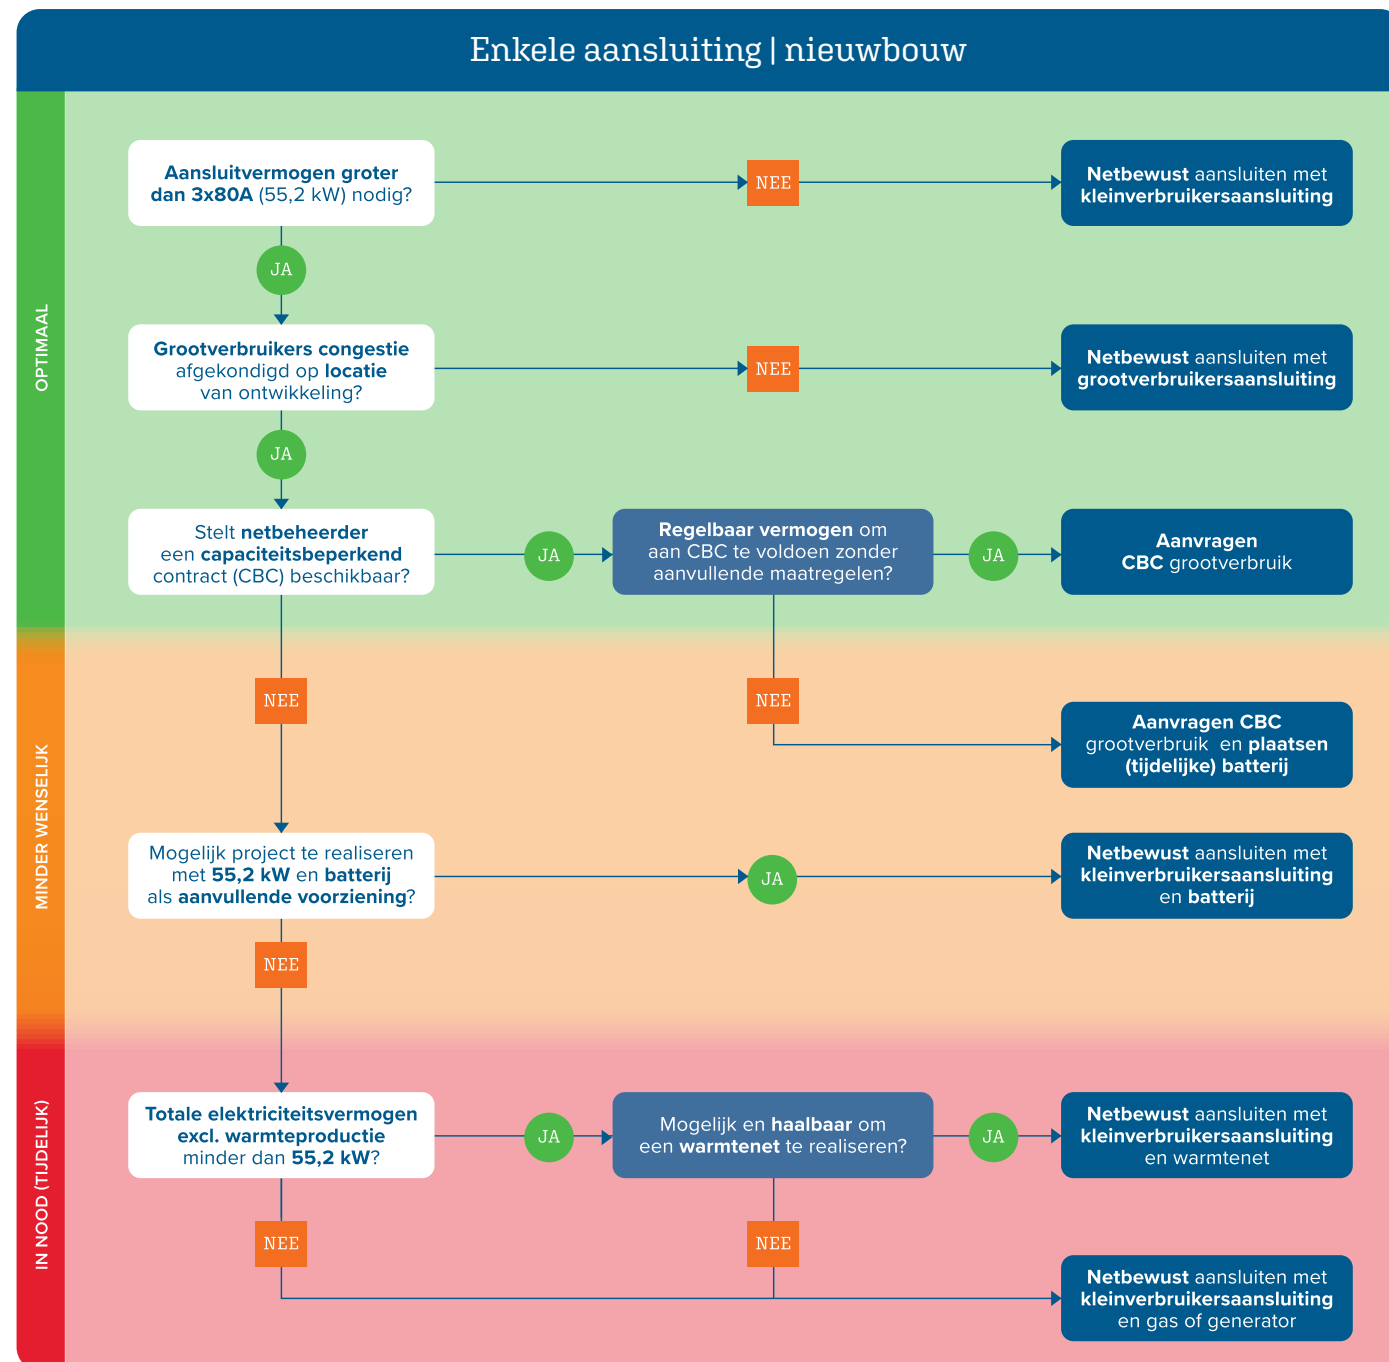 Enkele aansluiting | nieuwbouw
OPTIMAAL
Aansluitvermogen groter
dan 3x80A (55,2 kW) nodig?
NEE
Netbewust aansluiten met
kleinverbruikersaansluiting
JA
Grootverbruikers congestie
afgekondigd op locatie
van ontwikkeling?
NEE
Netbewust aansluiten met
grootverbruikersaansluiting
JA
Stelt netbeheerder
een capaciteitsbeperkend
contract (CBC) beschikbaar?
JA
Regelbaar vermogen om
aan CBC te voldoen zonder
aanvullende maatregelen?
JA
Aanvragen
CBC grootverbruik
MINDER WENSELIJK
NEE
NEE
Aanvragen CBC
grootverbruik en plaatsen
(tijdelijke) batterij
Mogelijk project te realiseren
met 55,2 kW en batterij
als aanvullende voorziening?
JA
Netbewust aansluiten met
kleinverbruikersaansluiting
en batterij
NEE
IN NOOD (TIJDELIJK)
Totale elektriciteitsvermogen
excl. warmteproductie
minder dan 55,2 kW?
JA
Mogelijk en haalbaar om
een warmtenet te realiseren?
JA
Netbewust aansluiten met
kleinverbruikersaansluiting
en warmtenet
NEE
NEE
Netbewust aansluiten met
kleinverbruikersaansluiting
en gas of generator